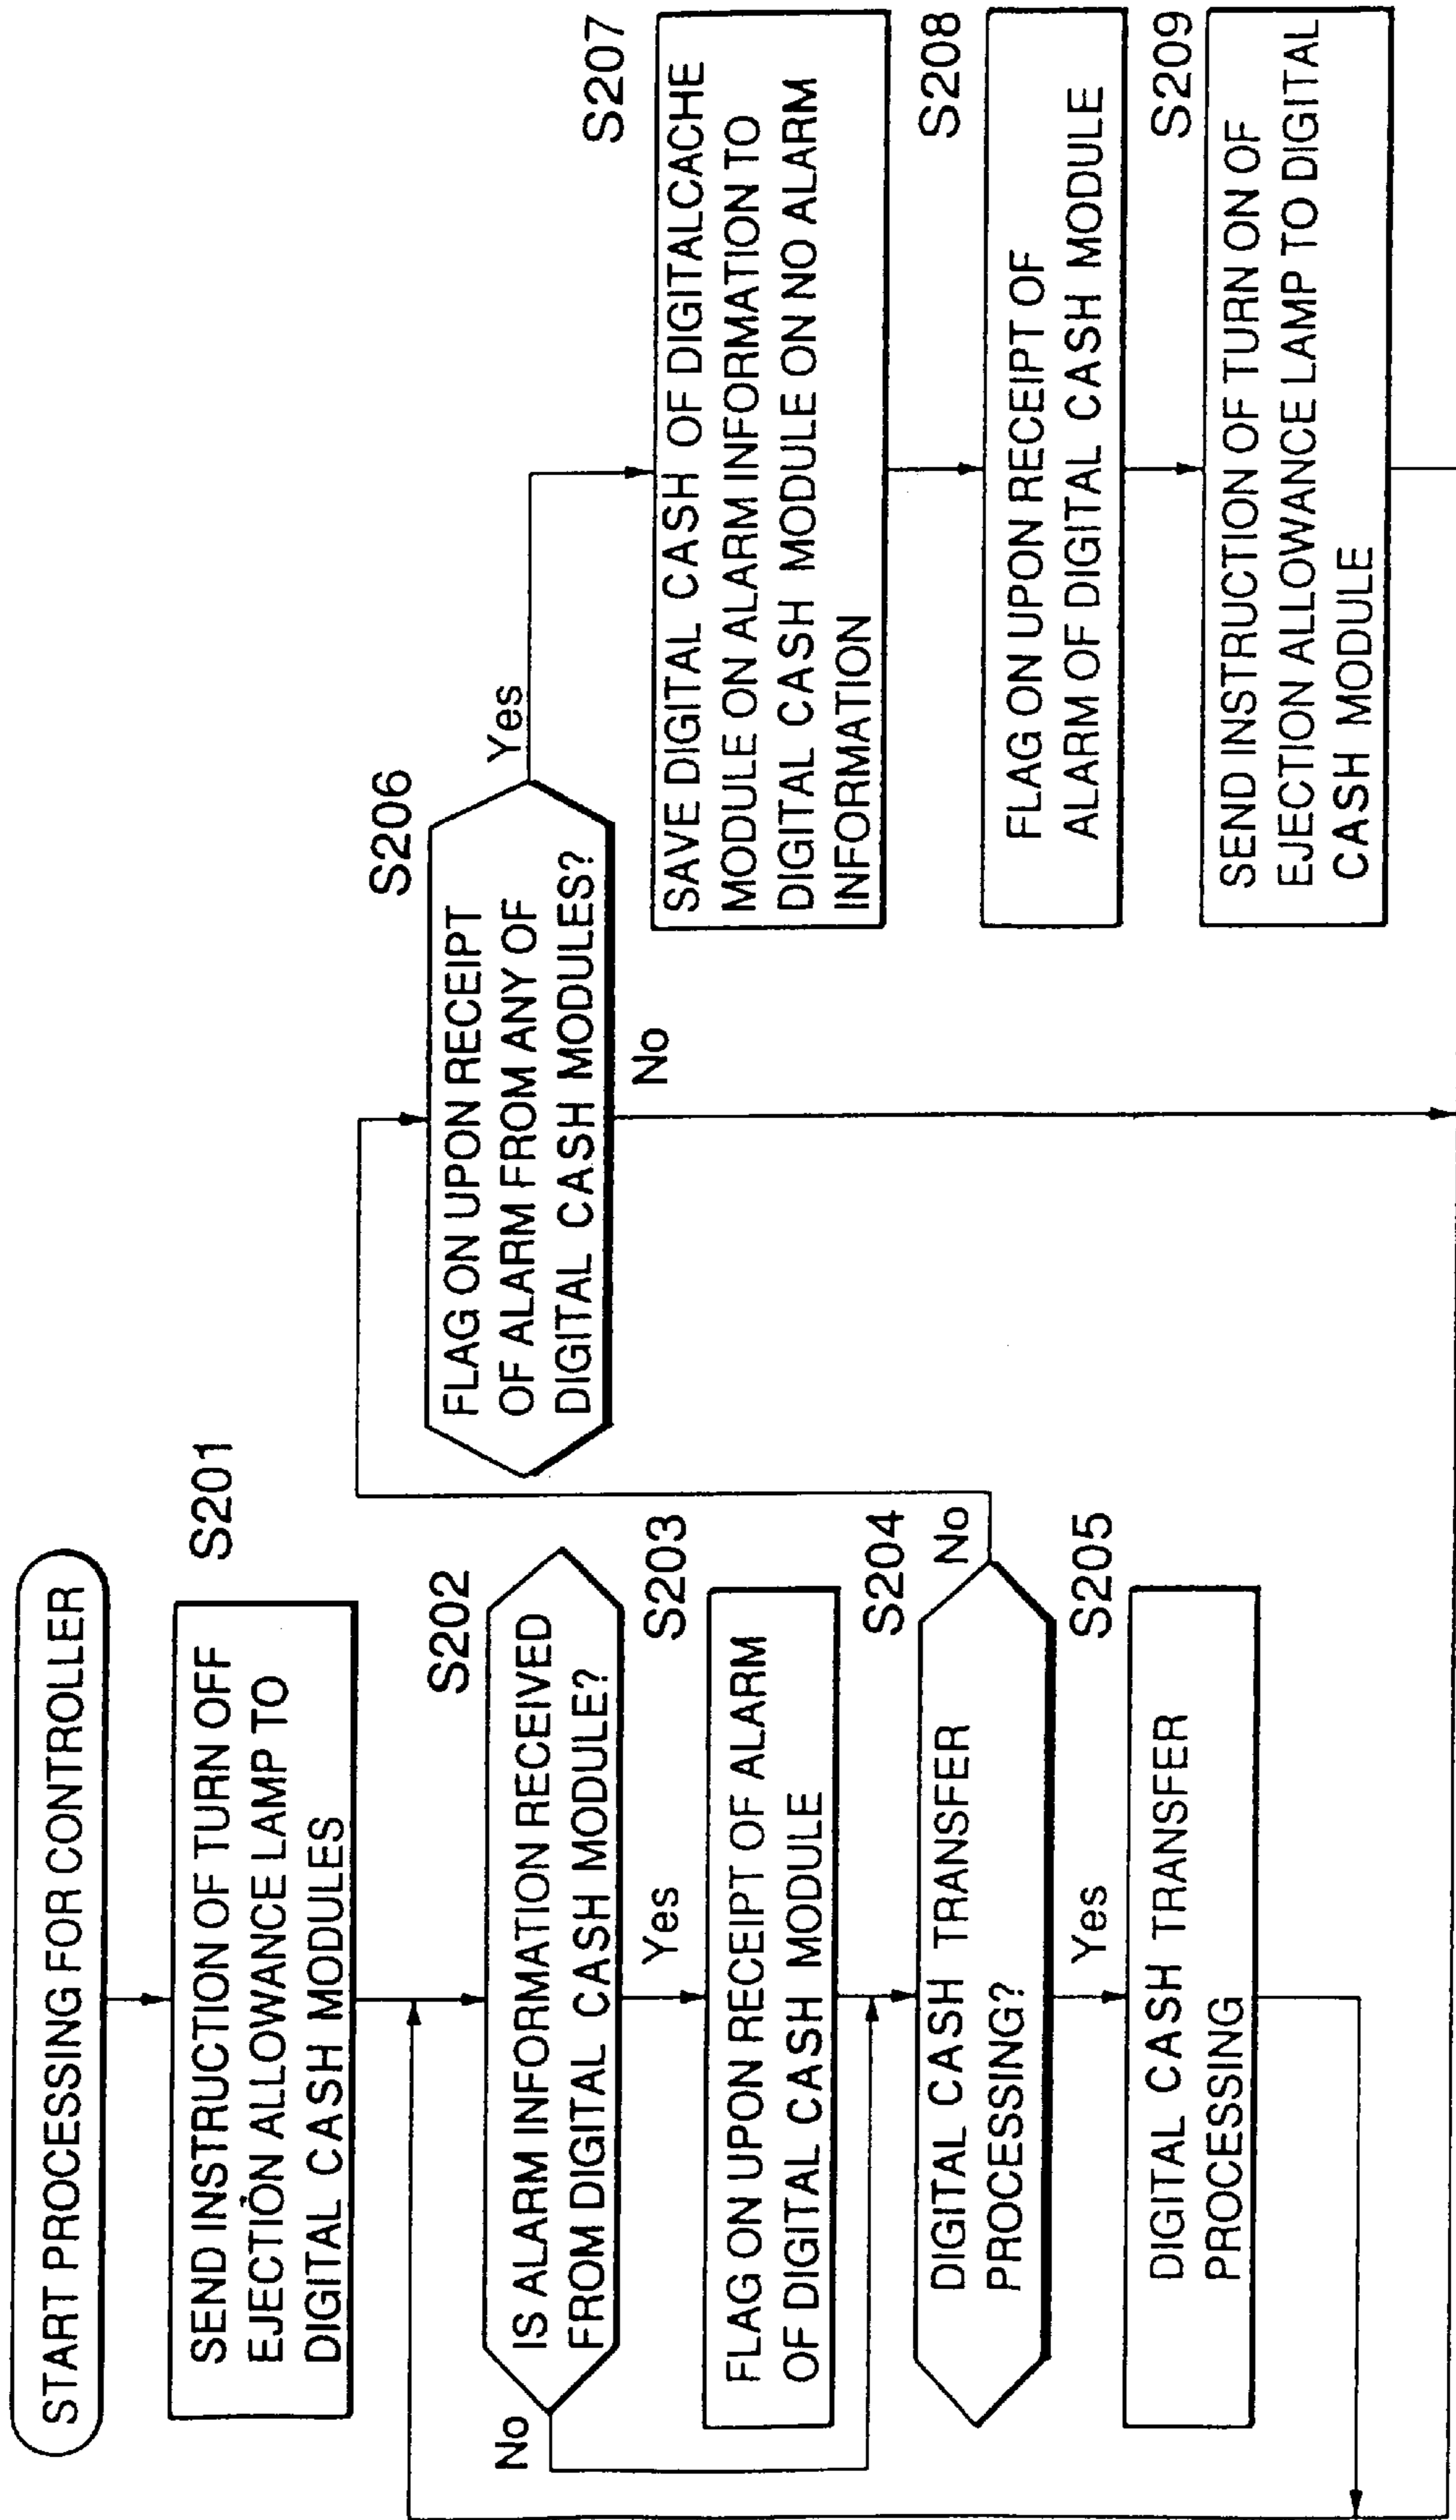 START PROCESSING FOR CONTROLLER
S201
SEND INSTRUCTION OF TURN OFF
EJECTION ALLOWANCE LAMP TO
DIGITAL CASH MODULES
S202
IS ALARM INFORMATION RECEIVED
FROM DIGITAL CASH MODULE?
No
Yes
S203
FLAG ON UPON RECEIPT OF ALARM
OF DIGITAL CASH MODULE
S204
DIGITAL CASH TRANSFER
PROCESSING?
No
Yes
S205
DIGITAL CASH TRANSFER
PROCESSING
S206
FLAG ON UPON RECEIPT
OF ALARM FROM ANY OF
DIGITAL CASH MODULES?
Yes
No
S207
SAVE DIGITAL CASH OF DIGITALCACHE
MODULE ON ALARM INFORMATION TO
DIGITAL CASH MODULE ON NO ALARM
INFORMATION
S208
FLAG ON UPON RECEIPT OF
ALARM OF DIGITAL CASH MODULE
S209
SEND INSTRUCTION OF TURN ON OF
EJECTION ALLOWANCE LAMP TO DIGITAL
CASH MODULE